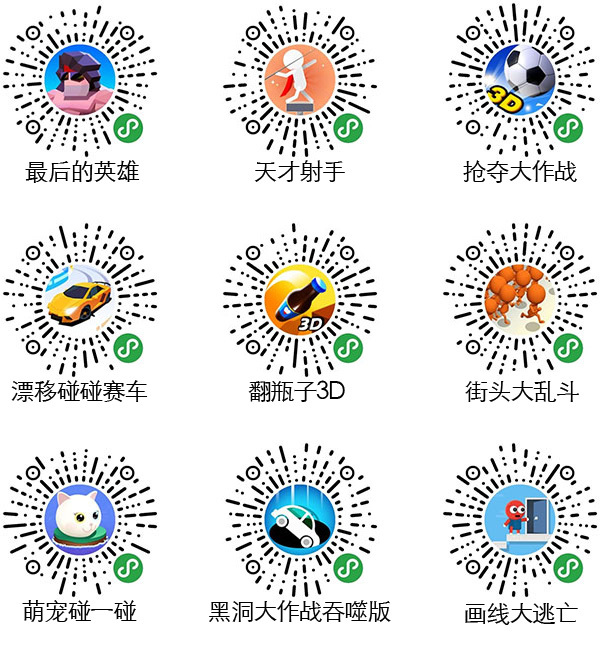 3D
最后的英雄
天才射手
抢夺大作战
3D
漂移碰碰赛车
翻瓶子3D
街头大乱斗
萌宠碰一碰
黑洞大作战吞噬版
画线大逃亡